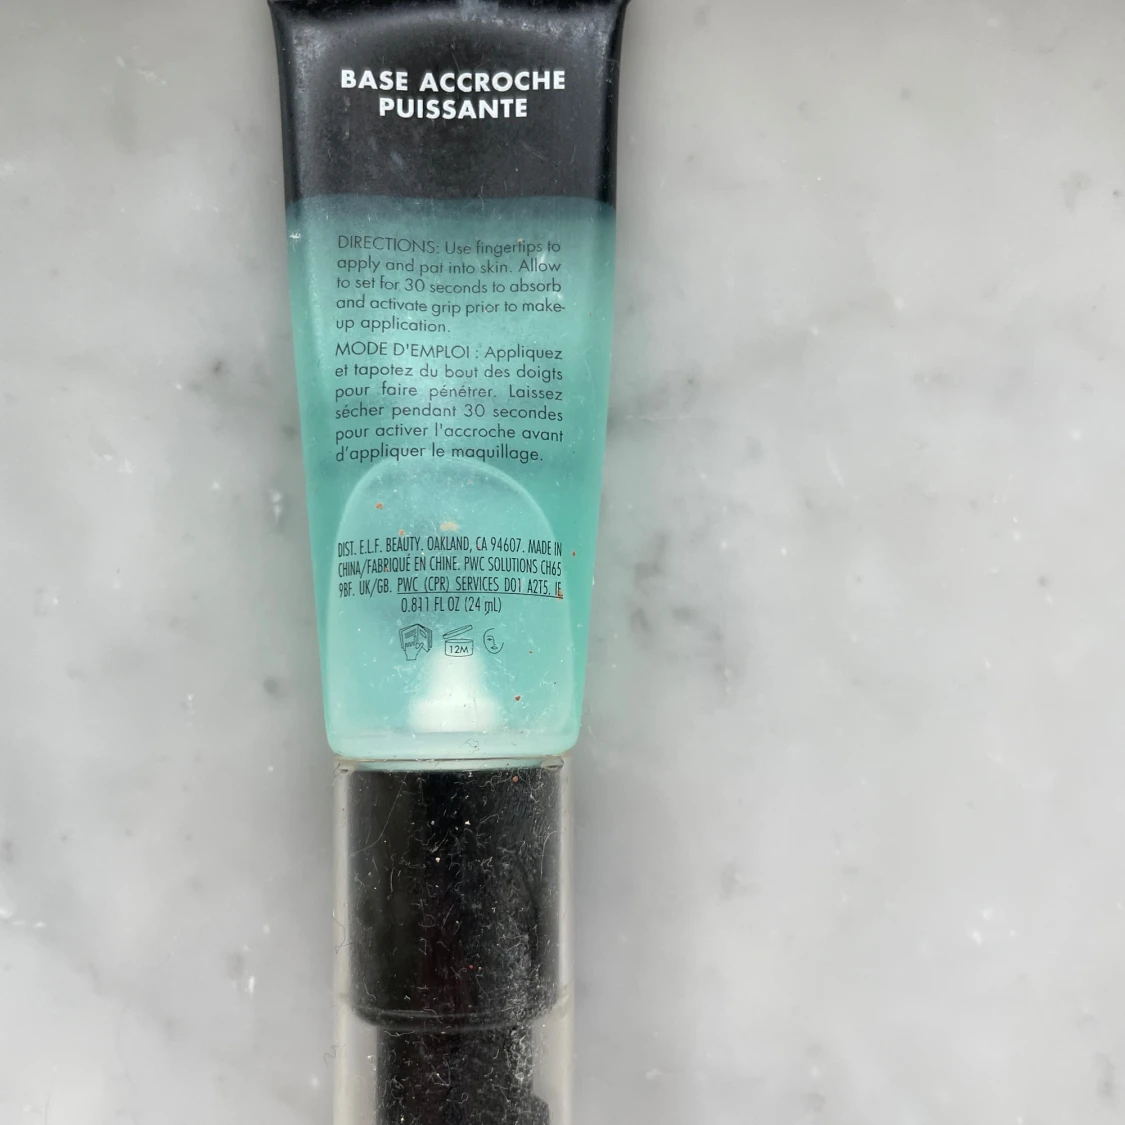 BASE ACCROCHE
PUISSANTE
DIRECTIONS: Use fingertips to
apply and pat into skin. Allow
to set for 30 seconds to absorb
and activate grip prior to make-
up application.
MODE D'EMPLOI : Appliquez
et tapotez du bout des doigts
pour faire pénétrer. Laissez
sécher pendant 30 secondes
pour activer l'accroche avant
d'appliquer le maquillage.
DIST. E.L.F. BEAUTY. OAKLAND, CA 94607. MADE IN
CHINA/FABRIQUÉ EN CHINE. PWC SOLUTIONS CH65
9BF. UK/GB. PWC (CPR) SERVICES D01 A2T5. IE
0.811 FL OZ (24 mL)
12M